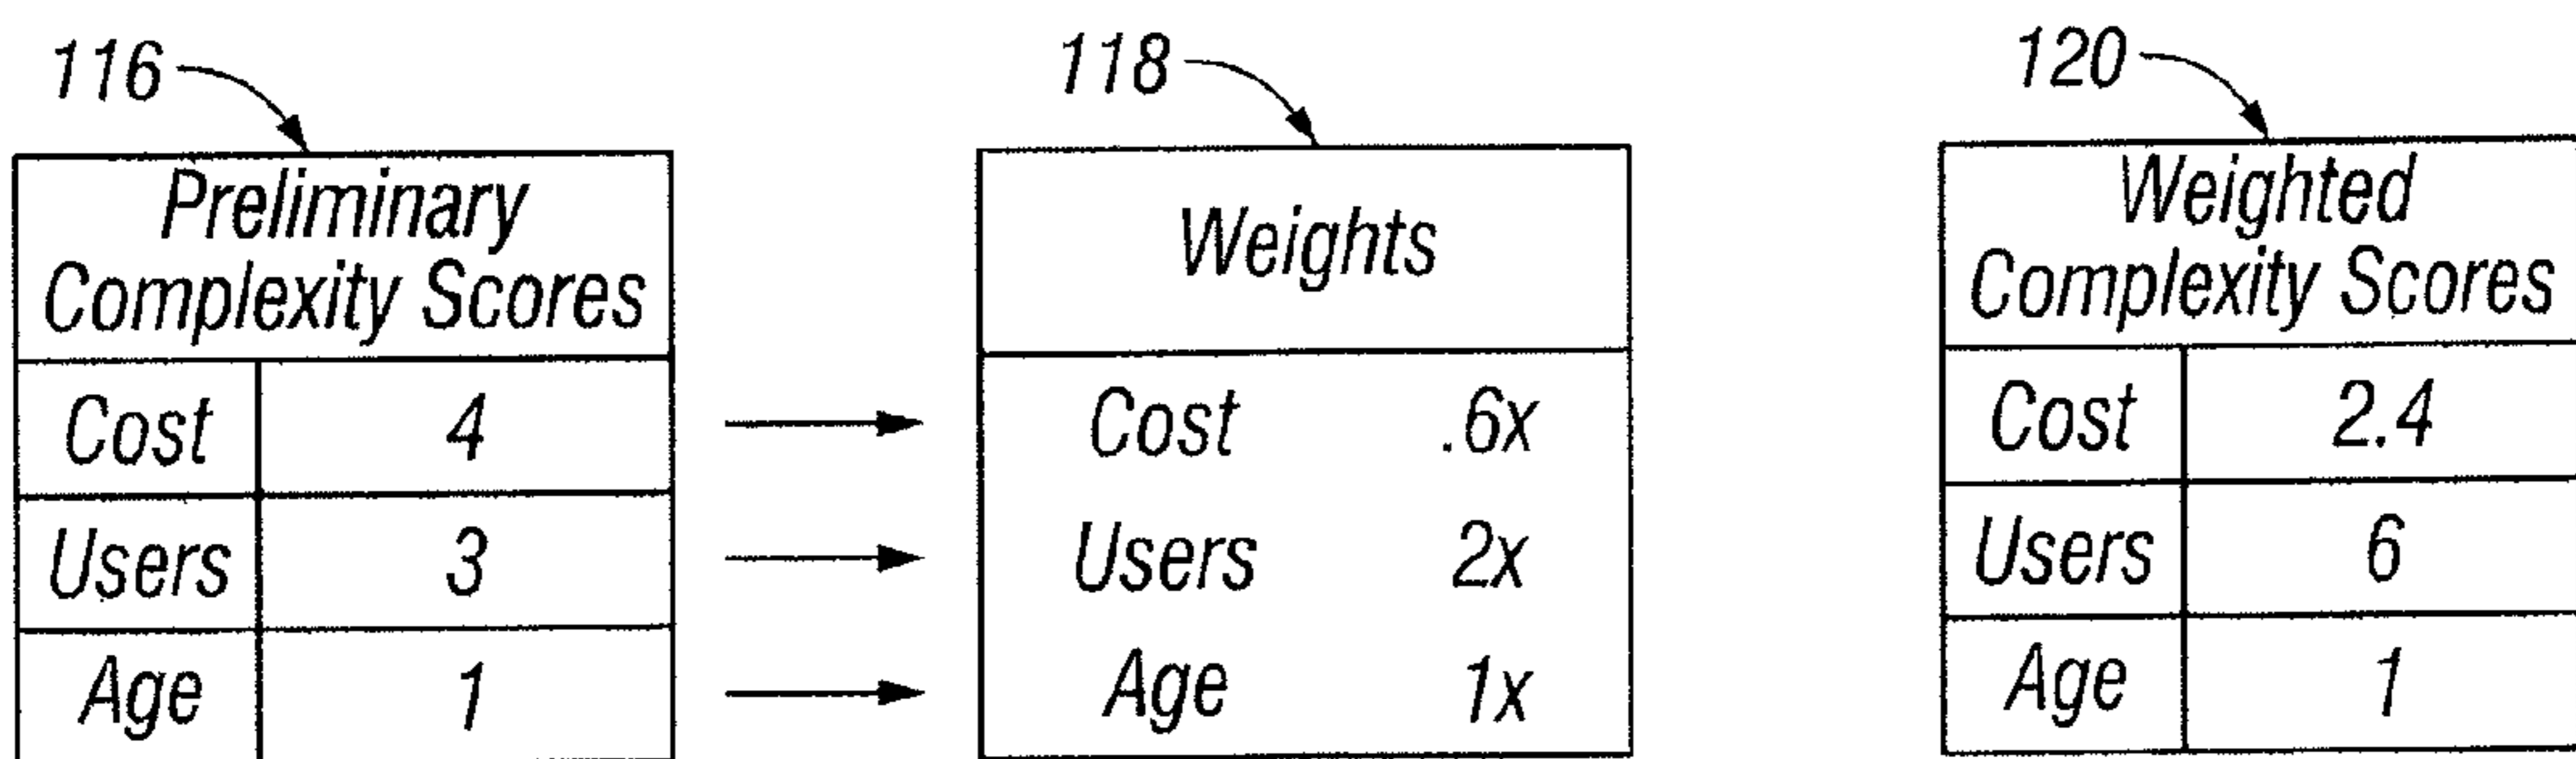 116
Preliminary
Complexity Scores
Cost 4
Users 3
Age 1
118
Weights
Cost .6x
Users 2x
Age 1x
120
Weighted
Complexity Scores
Cost 2.4
Users 6
Age 1